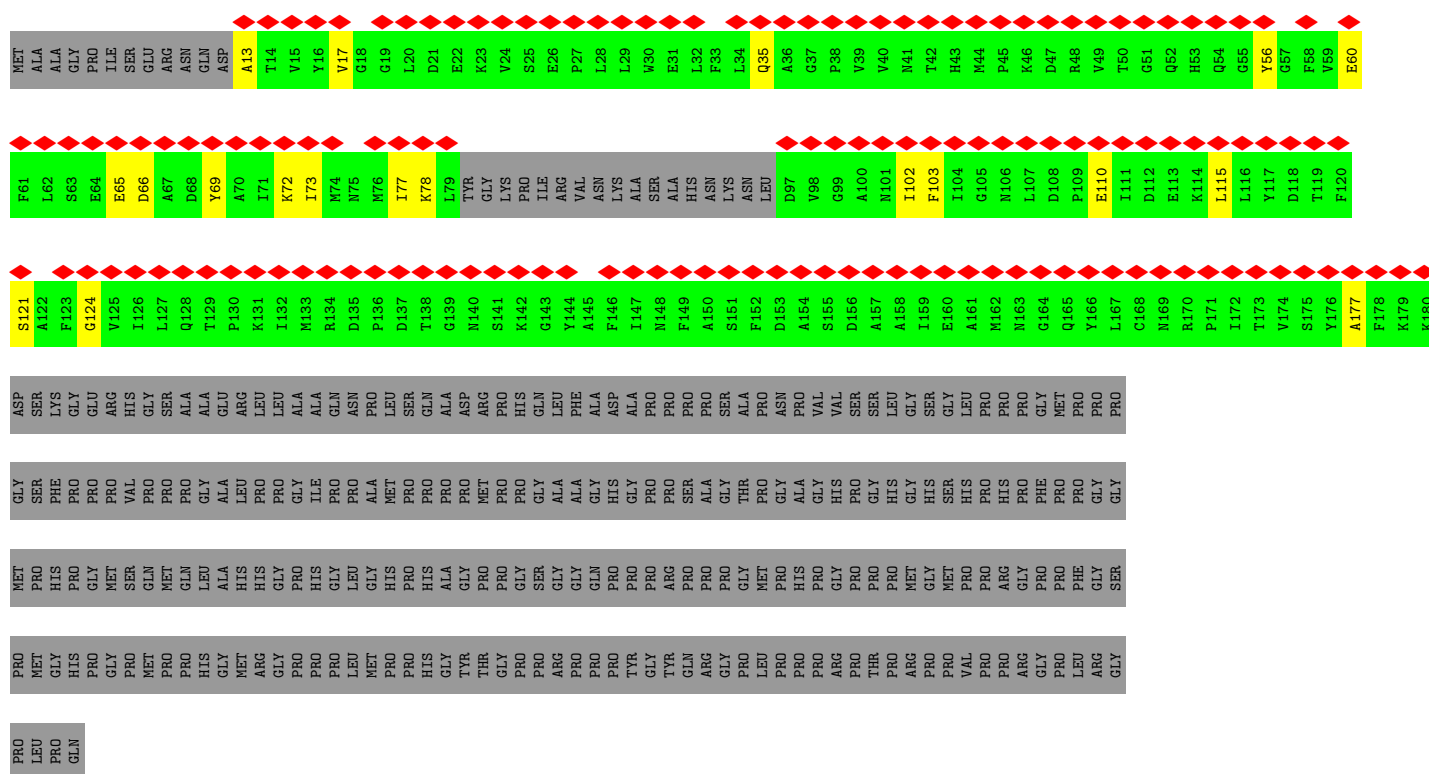 MET ALA ALA GLY PRO ILE SER GLU ARG ASN GLN ASP A13 T14 V15 Y16 V17 G18 G19 L20 D21 E22 K23 V24 S25 E26 P27 L28 L29 W30 E31 L32 F33 L34 Q35 A36 G37 P38 V39 V40 N41 T42 H43 M44 P45 K46 D47 R48 V49 T50 G51 Q52 H53 Q54 G55 Y56 G57 F58 V59 E60
F61 L62 S63 E64 E65 D66 A67 D68 Y69 A70 I71 K72 I73 M74 N75 M76 I77 K78 L79 TYR GLY LYS PRO ILE ARG VAL ASN LYS ALA SER ALA HIS ASN LYS ASN LEU D97 V98 G99 A100 N101 I102 F103 I104 G105 N106 L107 D108 P109 E110 I111 D112 E113 K114 L115 L116 Y117 D118 T119 F120
S121 A122 F123 G124 V125 I126 L127 Q128 T129 P130 K131 I132 M133 R134 D135 P136 D137 T138 G139 N140 S141 K142 G143 Y144 A145 F146 I147 N148 F149 A150 S151 F152 D153 A154 S155 D156 A157 A158 I159 E160 A161 M162 N163 G164 Q165 Y166 L167 C168 N169 R170 P171 I172 T173 V174 S175 Y176 A177 F178 K179 K180
ASP SER LYS GLY GLU ARG HIS GLY SER ALA ALA GLU ARG LEU LEU ALA ALA GLN ASN PRO LEU SER GLN ALA ASP ARG PRO HIS GLN LEU PHE ALA ASP ALA PRO PRO PRO PRO SER ALA PRO ASN PRO VAL VAL SER SER LEU GLY SER GLY LEU PRO PRO PRO GLY MET PRO PRO PRO
GLY SER PHE PRO PRO PRO VAL PRO PRO PRO GLY ALA LEU PRO PRO GLY ILE PRO PRO ALA MET PRO PRO PRO PRO MET PRO PRO GLY ALA ALA GLY HIS GLY PRO PRO SER ALA GLY THR PRO GLY ALA GLY HIS PRO GLY HIS GLY HIS SER HIS PRO HIS PRO PHE PRO PRO GLY GLY
MET PRO HIS PRO GLY MET SER GLN MET GLN LEU ALA HIS HIS GLY PRO HIS GLY LEU GLY HIS PRO HIS ALA GLY PRO PRO GLY SER GLY GLY GLN PRO PRO PRO ARG PRO PRO PRO GLY MET PRO HIS PRO GLY PRO PRO PRO MET GLY MET PRO PRO ARG GLY PRO PRO PHE GLY SER
PRO MET GLY HIS PRO GLY PRO MET PRO PRO HIS GLY MET ARG GLY PRO PRO PRO LEU MET PRO PRO HIS GLY TYR THR GLY PRO PRO ARG PRO PRO PRO TYR GLY TYR GLN ARG GLY PRO LEU PRO PRO PRO ARG PRO THR PRO ARG PRO PRO VAL PRO PRO ARG GLY PRO LEU ARG GLY
PRO LEU PRO GLN